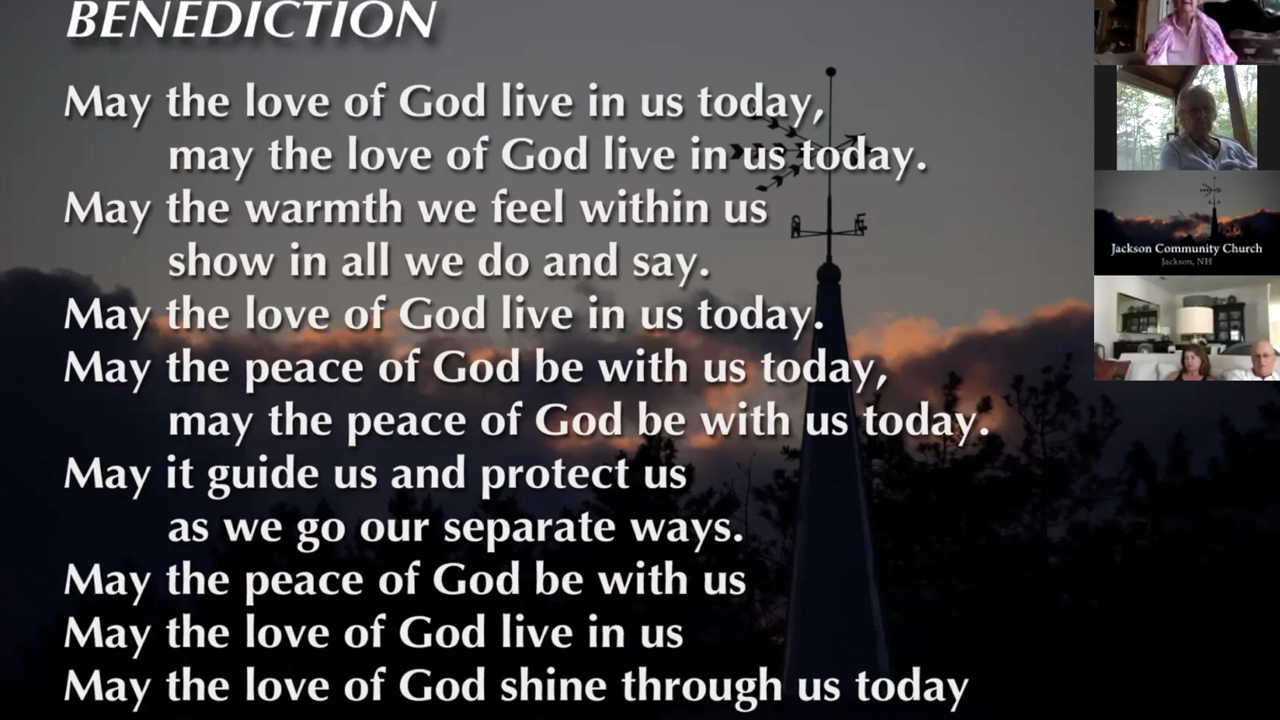 BENEDICTION
May the love of God live in us today,
may the love of God live in us today.
May the warmth we feel within us
show in all we do and say.
May the love of God live in us today.
May the peace of God be with us today,
may the peace of God be with us today.
May it guide us and protect us
as we go our separate ways.
May the peace of God be with us
May the love of God live in us
May the love of God shine through us today
Jackson Community Church
Jackson, NH